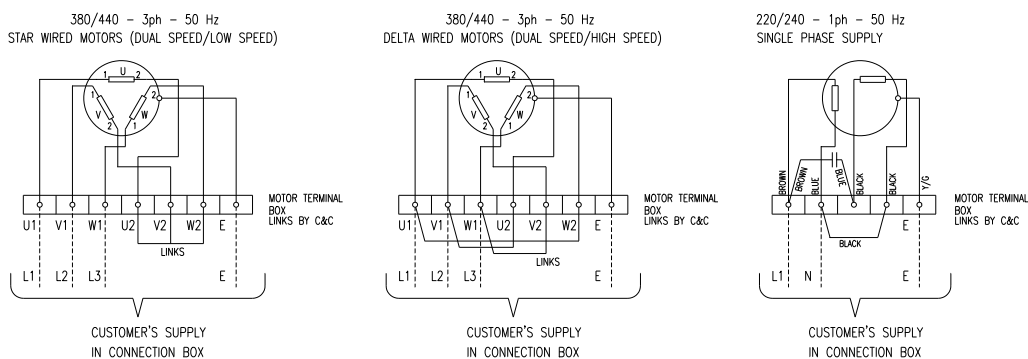 380/440 - 3ph - 50 Hz
STAR WIRED MOTORS (DUAL SPEED/LOW SPEED)
1 U 2
1 2
V W
2 1
MOTOR TERMINAL
BOX
LINKS BY C&C
U1 V1 W1 U2 V2 W2 E
LINKS
L1 L2 L3 E
CUSTOMER'S SUPPLY
IN CONNECTION BOX
380/440 - 3ph - 50 Hz
DELTA WIRED MOTORS (DUAL SPEED/HIGH SPEED)
1 U 2
1 2
V W
2 1
MOTOR TERMINAL
BOX
LINKS BY C&C
U1 V1 W1 U2 V2 W2 E
LINKS
L1 L2 L3 E
CUSTOMER'S SUPPLY
IN CONNECTION BOX
220/240 - 1ph - 50 Hz
SINGLE PHASE SUPPLY
BROWN
BROWN
BLUE
BLUE
BLACK
BLACK
Y/G
MOTOR TERMINAL
BOX
LINKS BY C&C
E
BLACK
L1 N E
CUSTOMER'S SUPPLY
IN CONNECTION BOX